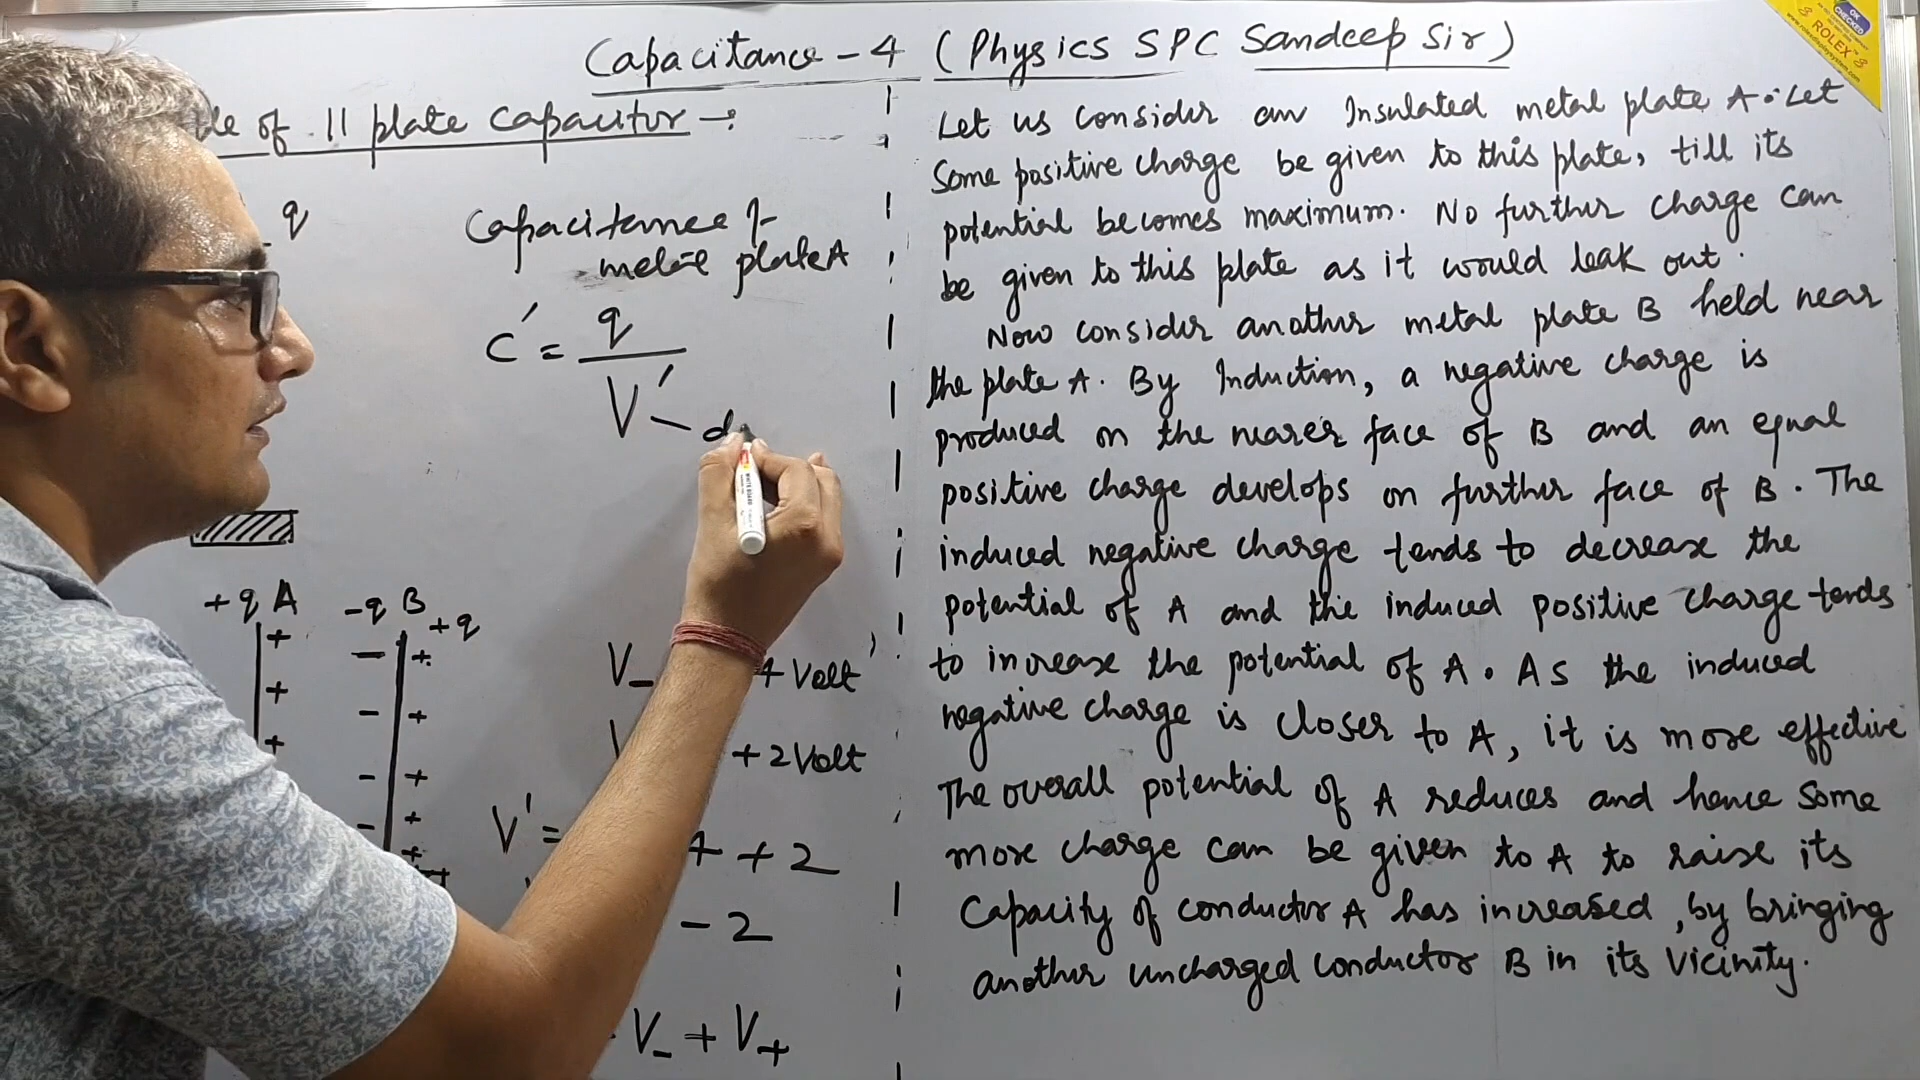 Capacitance - 4 (Physics SPC Sandeep Sir)
of || plate capacitor →:
q
Capacitance of
metal plate A
C' = q
V' — d
+q A
-q B
+q
V- 4 Volt
+2 Volt
V' =
4 + 2
- 2
V- + V+
Let us consider an Insulated metal plate A. Let
Some positive charge be given to this plate, till its
potential becomes maximum. No further charge can
be given to this plate as it would leak out.
Now consider another metal plate B held near
the plate A. By Induction, a negative charge is
produced on the nearer face of B and an equal
positive charge develops on further face of B. The
induced negative charge tends to decrease the
potential of A and the induced positive charge tends
to increase the potential of A. As the induced
negative charge is closer to A, it is more effective
The overall potential of A reduces and hence some
more charge can be given to A to raise its
Capacity of conductor A has increased, by bringing
another uncharged conductor B in its vicinity.
OK
CHECKED
ROLEX